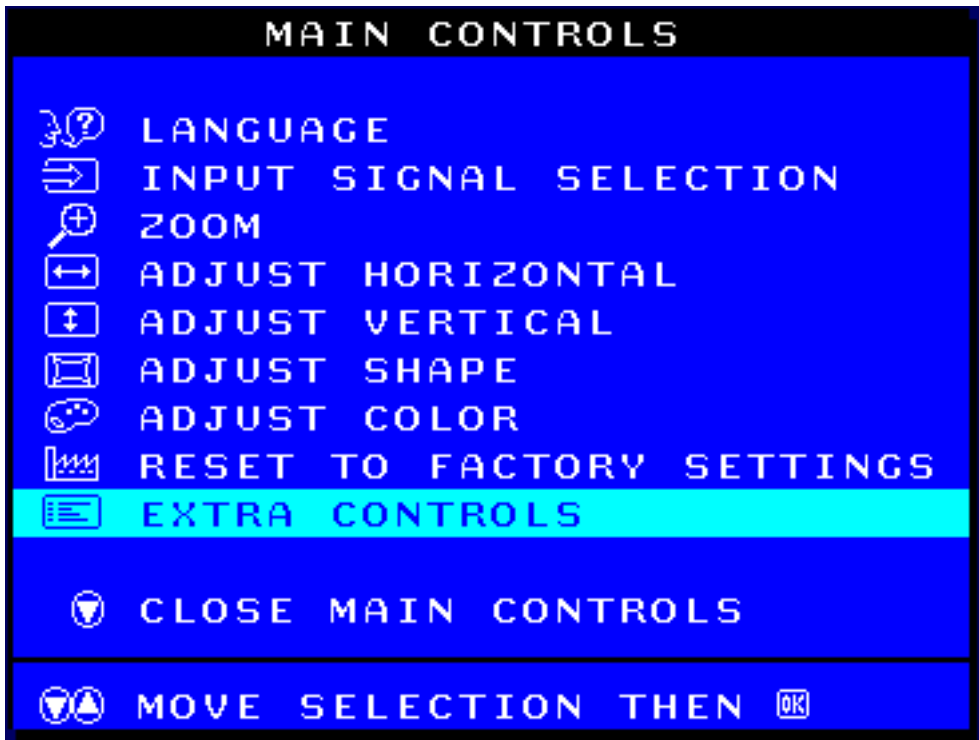 MAIN CONTROLS
LANGUAGE
INPUT SIGNAL SELECTION
ZOOM
ADJUST HORIZONTAL
ADJUST VERTICAL
ADJUST SHAPE
ADJUST COLOR
RESET TO FACTORY SETTINGS
EXTRA CONTROLS
CLOSE MAIN CONTROLS
MOVE SELECTION THEN OK